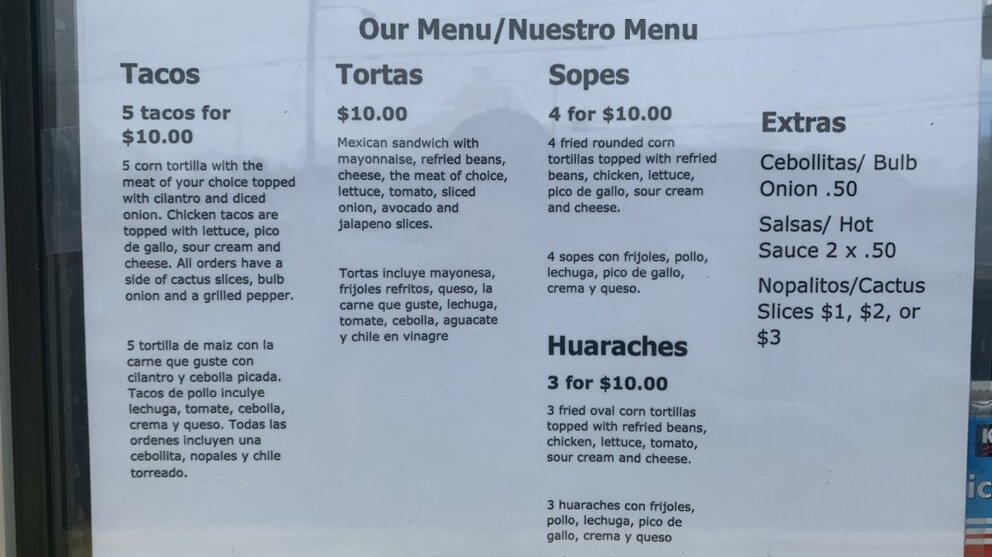 Our Menu/Nuestro Menu
Tacos
5 tacos for
$10.00
5 corn tortilla with the
meat of your choice topped
with cilantro and diced
onion. Chicken tacos are
topped with lettuce, pico
de gallo, sour cream and
cheese. All orders have a
side of cactus slices, bulb
onion and a grilled pepper.
5 tortilla de maiz con la
carne que guste con
cilantro y cebolla picada.
Tacos de pollo inculye
lechuga, tomate, cebolla,
crema y queso. Todas las
ordenes incluyen una
cebollita, nopales y chile
torreado.
Tortas
$10.00
Mexican sandwich with
mayonnaise, refried beans,
cheese, the meat of choice,
lettuce, tomato, sliced
onion, avocado and
jalapeno slices.
Tortas incluye mayonesa,
frijoles refritos, queso, la
carne que guste, lechuga,
tomate, cebolla, aguacate
y chile en vinagre
Sopes
4 for $10.00
4 fried rounded corn
tortillas topped with refried
beans, chicken, lettuce,
pico de gallo, sour cream
and cheese.
4 sopes con frijoles, pollo,
lechuga, pico de gallo,
crema y queso.
Huaraches
3 for $10.00
3 fried oval corn tortillas
topped with refried beans,
chicken, lettuce, tomato,
sour cream and cheese.
3 huaraches con frijoles,
pollo, lechuga, pico de
gallo, crema y queso
Extras
Cebollitas/ Bulb
Onion .50
Salsas/ Hot
Sauce 2 x .50
Nopalitos/Cactus
Slices $1, $2, or
$3